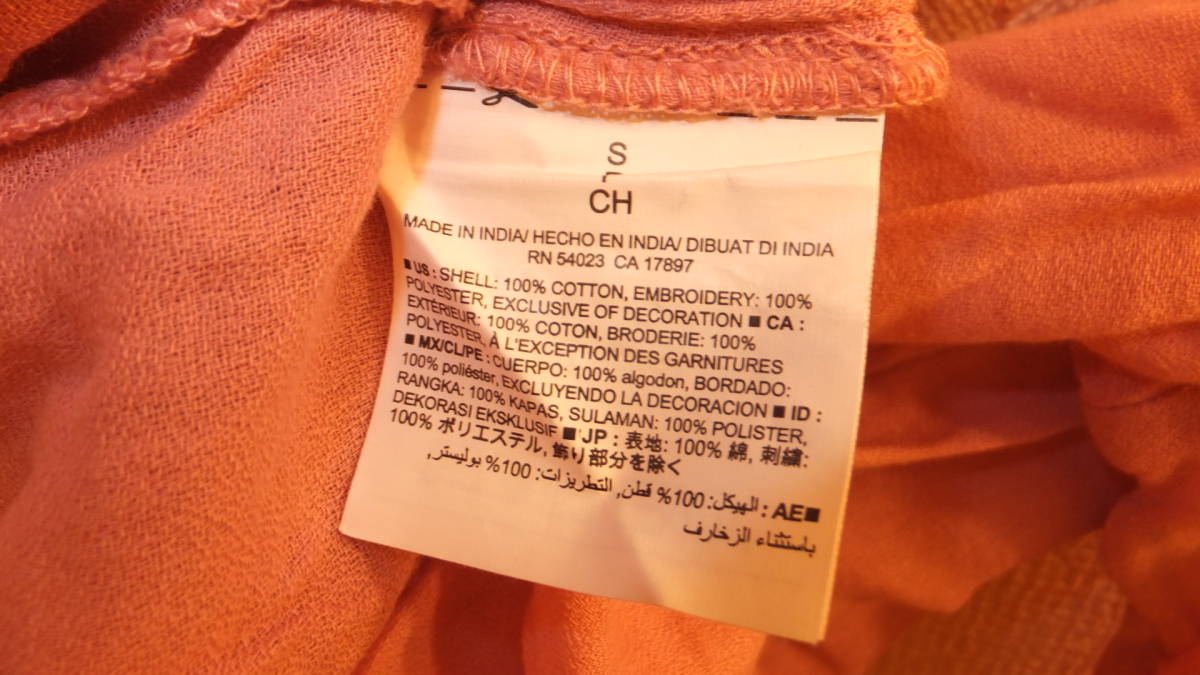 S
CH
MADE IN INDIA/ HECHO EN INDIA/ DIBUAT DI INDIA
RN 54023 CA 17897
■ US : SHELL: 100% COTTON, EMBROIDERY: 100%
POLYESTER, EXCLUSIVE OF DECORATION ■ CA :
EXTÉRIEUR: 100% COTON, BRODERIE: 100%
POLYESTER, À L'EXCEPTION DES GARNITURES
■ MX/CL/PE : CUERPO: 100% algodon, BORDADO:
100% poliéster, EXCLUYENDO LA DECORACION ■ ID :
RANGKA: 100% KAPAS, SULAMAN: 100% POLISTER,
DEKORASI EKSKLUSIF ■ JP : 表地: 100% 綿, 刺繍:
100% ポリエステル, 飾り部分を除く
■AE : الهيكل: 100% قطن, التطريزات: 100% بوليستر,
باستثناء الزخارف